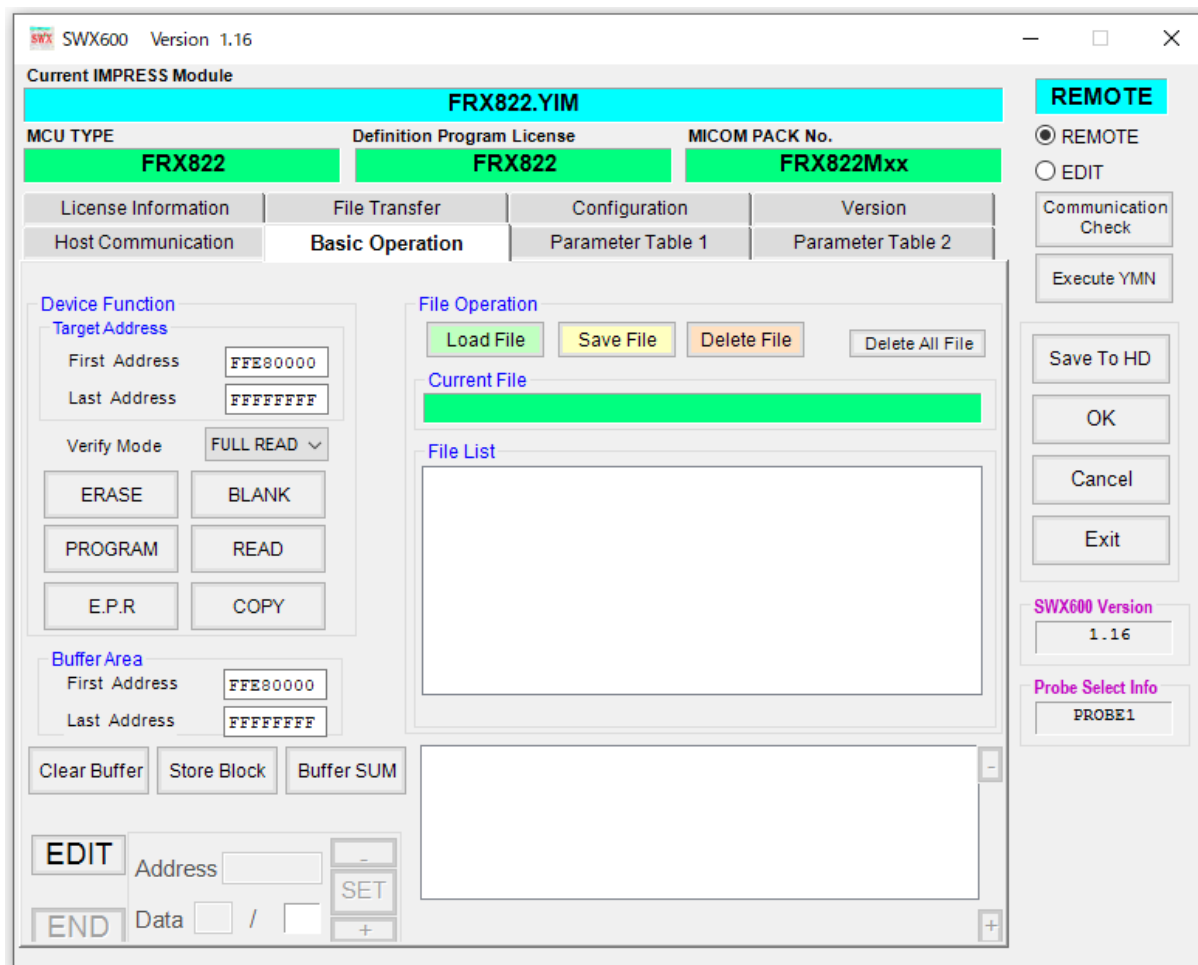 SWX SWX600 Version 1.16
Current IMPRESS Module
FRX822.YIM
REMOTE
MCU TYPE Definition Program License MICOM PACK No.
FRX822 FRX822 FRX822Mxx
REMOTE
EDIT
License Information File Transfer Configuration Version
Host Communication Basic Operation Parameter Table 1 Parameter Table 2
Communication
Check
Execute YMN
Device Function
Target Address
First Address FFE80000
Last Address FFFFFFFF
Verify Mode FULL READ
ERASE BLANK
PROGRAM READ
E.P.R COPY
Buffer Area
First Address FFE80000
Last Address FFFFFFFF
Clear Buffer Store Block Buffer SUM
EDIT
END
Address
Data /
-
SET
+
File Operation
Load File Save File Delete File Delete All File
Current File
File List
-
+
Save To HD
OK
Cancel
Exit
SWX600 Version
1.16
Probe Select Info
PROBE1